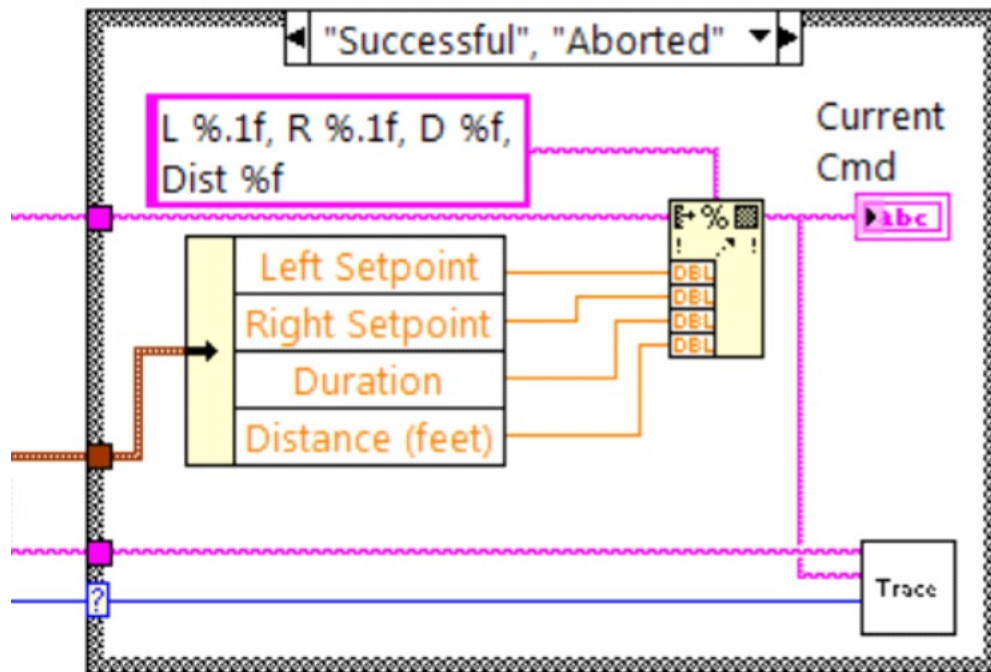 "Successful", "Aborted"
L %.1f, R %.1f, D %f,
Dist %f
Current
Cmd
%
abc
! !
Left Setpoint
Right Setpoint
Duration
Distance (feet)
DBL
DBL
DBL
DBL
?
Trace